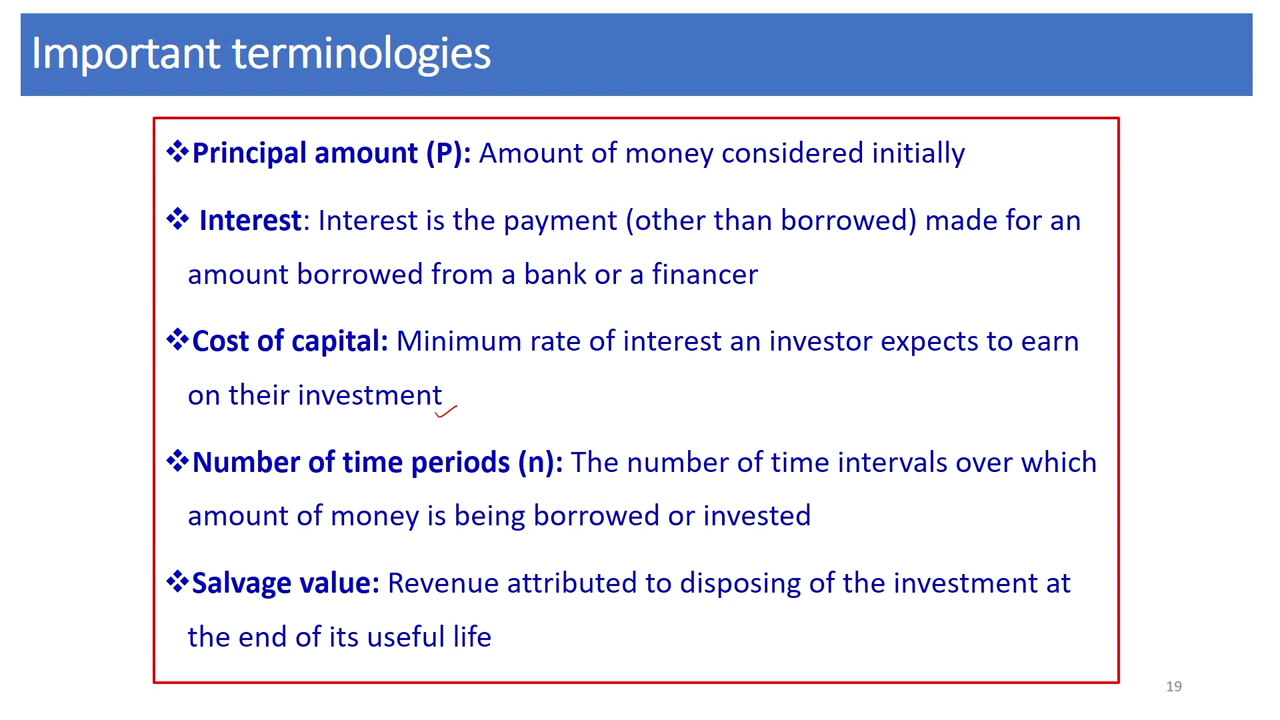 Important terminologies
❖Principal amount (P): Amount of money considered initially
❖ Interest: Interest is the payment (other than borrowed) made for an
amount borrowed from a bank or a financer
❖Cost of capital: Minimum rate of interest an investor expects to earn
on their investment
❖Number of time periods (n): The number of time intervals over which
amount of money is being borrowed or invested
❖Salvage value: Revenue attributed to disposing of the investment at
the end of its useful life
19